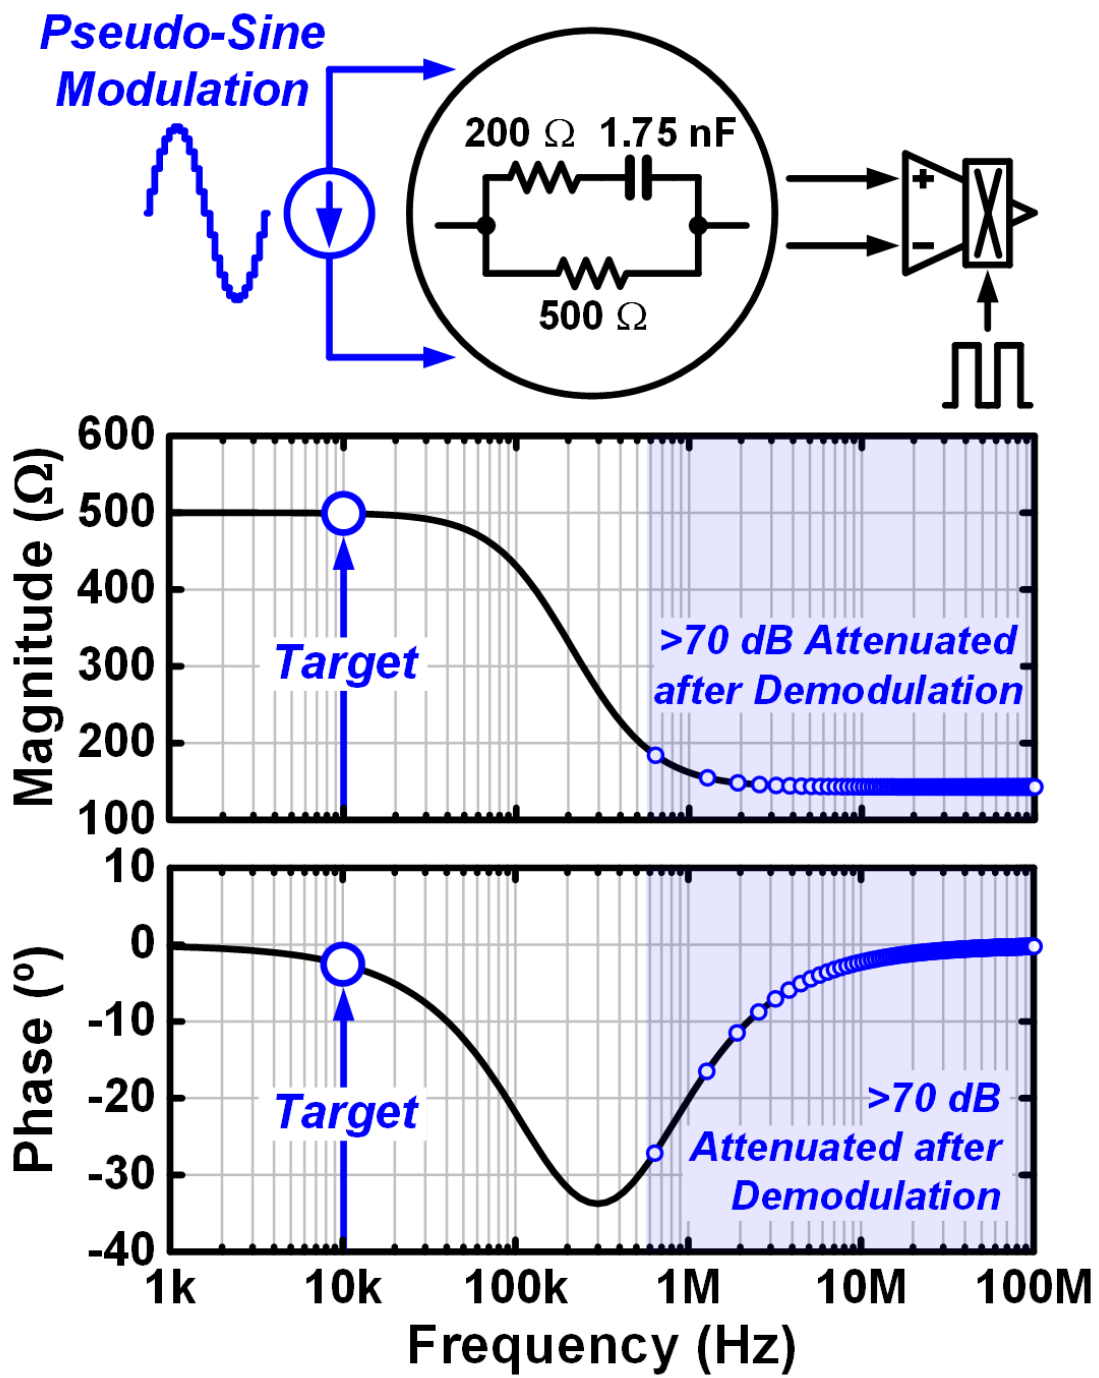 Pseudo-Sine
Modulation
200 Ω 1.75 nF
500 Ω
+
−
600
500
400
300
200
100
Magnitude (Ω)
Target
>70 dB Attenuated
after Demodulation
10
0
-10
-20
-30
-40
Phase (º)
Target
>70 dB
Attenuated after
Demodulation
1k 10k 100k 1M 10M 100M
Frequency (Hz)